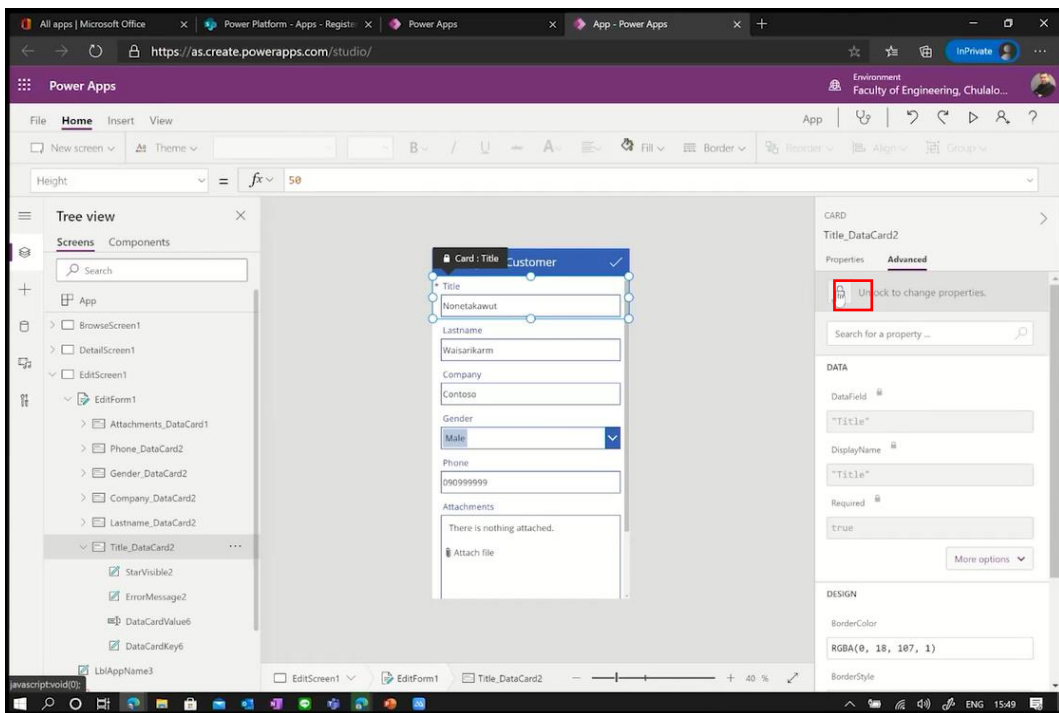 All apps | Microsoft Office
Power Platform - Apps - Registe
Power Apps
App - Power Apps
https://as.create.powerapps.com/studio/
InPrivate
Power Apps
Environment
Faculty of Engineering, Chulalo...
File Home Insert View
App
New screen
Theme
B
I
U
A
Fill
Border
Reorder
Align
Group
Height
= fx 50
Tree view
Screens Components
Search
App
BrowseScreen1
DetailScreen1
EditScreen1
EditForm1
Attachments_DataCard1
Phone_DataCard2
Gender_DataCard2
Company_DataCard2
Lastname_DataCard2
Title_DataCard2
StarVisible2
ErrorMessage2
DataCardValue6
DataCardKey6
LblAppName3
javascript:void(0);
Card : Title
Customer
* Title
Nonetakawut
Lastname
Waisarikarm
Company
Contoso
Gender
Male
Phone
090999999
Attachments
There is nothing attached.
Attach file
EditScreen1
EditForm1
Title_DataCard2
40 %
CARD
Title_DataCard2
Properties Advanced
to change properties.
Search for a property ...
DATA
DataField
"Title"
DisplayName
"Title"
Required
true
More options
DESIGN
BorderColor
RGBA(0, 18, 107, 1)
BorderStyle
ENG 15:49